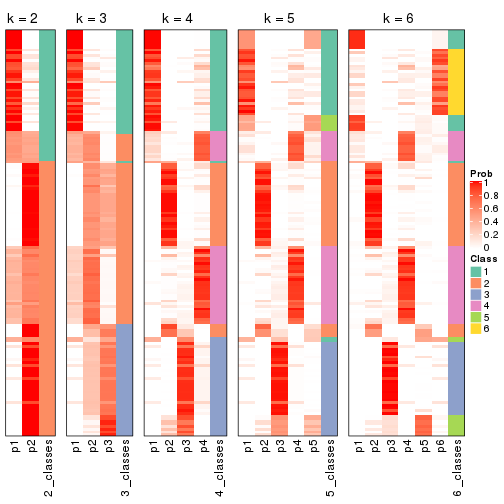 k = 2
k = 3
k = 4
k = 5
k = 6
Prob
1
0.8
0.6
0.4
0.2
0
Class
1
2
3
4
5
6
p1
p2
2_classes
p1
p2
p3
3_classes
p1
p2
p3
p4
4_classes
p1
p2
p3
p4
p5
5_classes
p1
p2
p3
p4
p5
p6
6_classes